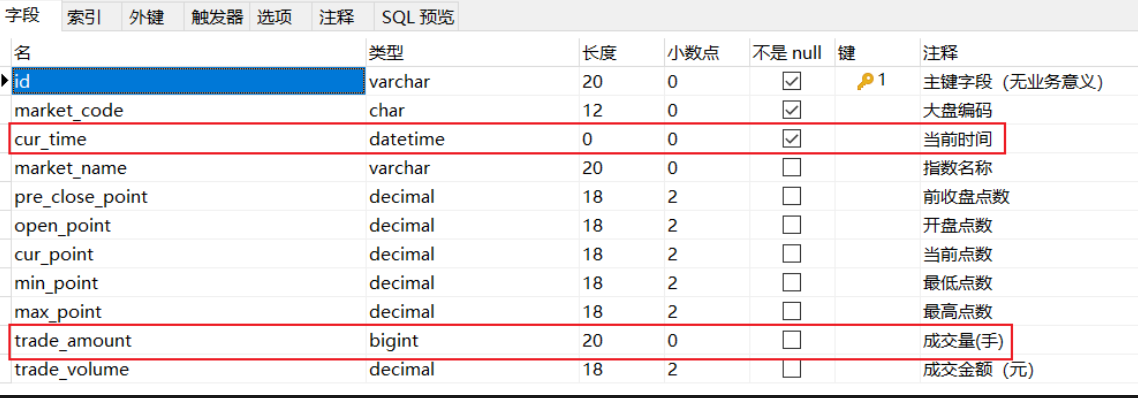 字段 索引 外键 触发器 选项 注释 SQL 预览
名 类型 长度 小数点 不是 null 键 注释
id varchar 20 0 1 主键字段（无业务意义）
market_code char 12 0 大盘编码
cur_time datetime 0 0 当前时间
market_name varchar 20 0 指数名称
pre_close_point decimal 18 2 前收盘点数
open_point decimal 18 2 开盘点数
cur_point decimal 18 2 当前点数
min_point decimal 18 2 最低点数
max_point decimal 18 2 最高点数
trade_amount bigint 20 0 成交量(手)
trade_volume decimal 18 2 成交金额（元）